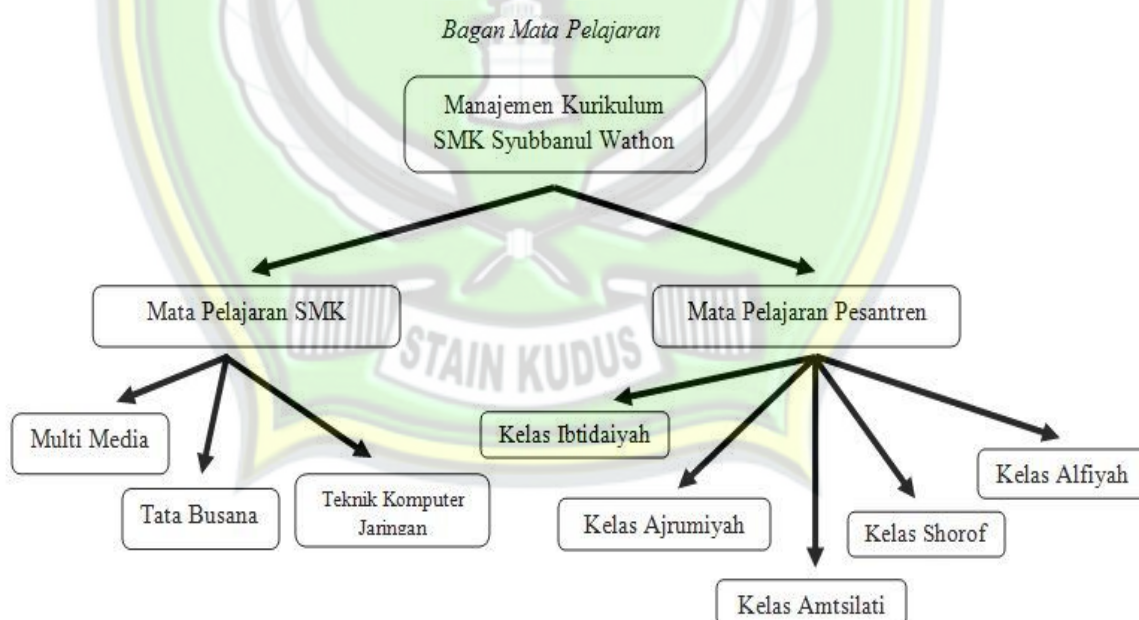 Bagan Mata Pelajaran
Manajemen Kurikulum
SMK Syubbanul Wathon
Mata Pelajaran SMK
Mata Pelajaran Pesantren
STAIN KUDUS
Multi Media
Tata Busana
Teknik Komputer
Jaringan
Kelas Ibtidaiyah
Kelas Ajrumiyah
Kelas Amtsilati
Kelas Shorof
Kelas Alfiyah